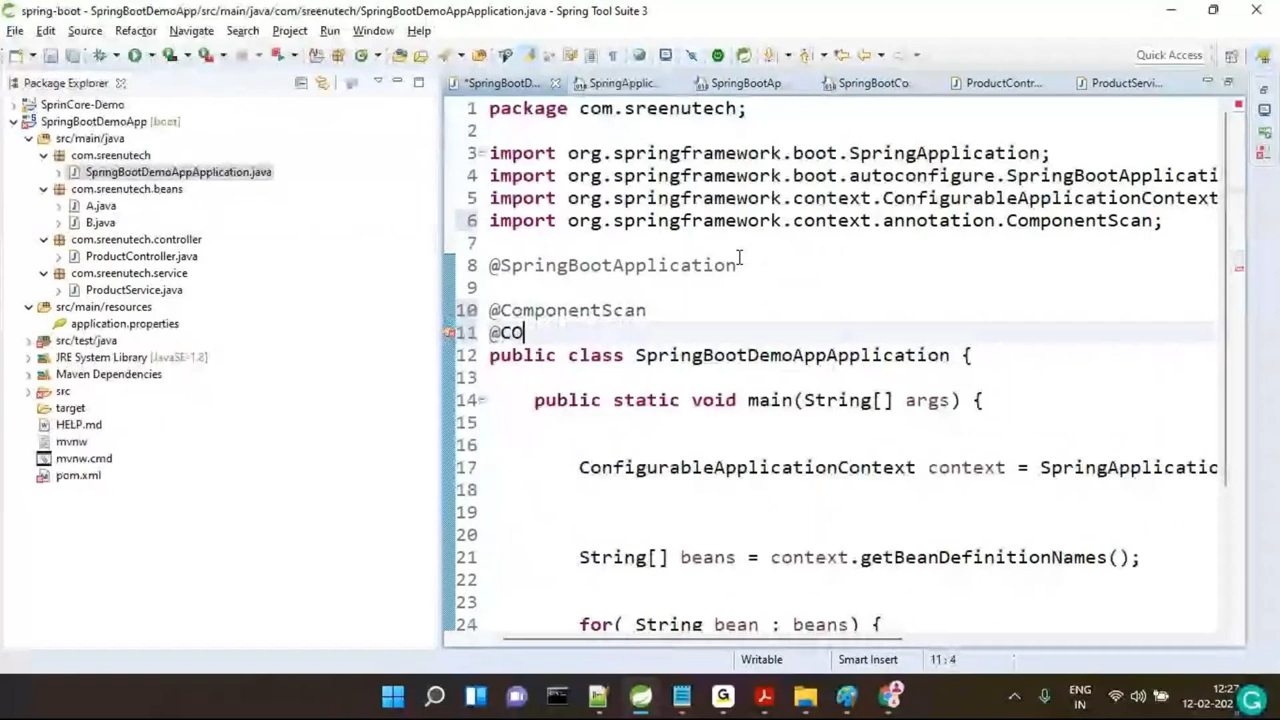 spring-boot - SpringBootDemoApp/src/main/java/com/sreenutech/SpringBootDemoAppApplication.java - Spring Tool Suite 3
File Edit Source Refactor Navigate Search Project Run Window Help
Quick Access
Package Explorer
*SpringBootD... SpringApplic... SpringBootAp SpringBootCo ProductContr... ProductServi...
SprinCore-Demo
SpringBootDemoApp [boot]
src/main/java
com.sreenutech
SpringBootDemoAppApplication.java
com.sreenutech.beans
A.java
B.java
com.sreenutech.controller
ProductController.java
com.sreenutech.service
ProductService.java
src/main/resources
application.properties
src/test/java
JRE System Library [JavaSE-1.8]
Maven Dependencies
src
target
HELP.md
mvnw
mvnw.cmd
pom.xml
1 package com.sreenutech;
2
3 import org.springframework.boot.SpringApplication;
4 import org.springframework.boot.autoconfigure.SpringBootApplicati
5 import org.springframework.context.ConfigurableApplicationContext
6 import org.springframework.context.annotation.ComponentScan;
7
8 @SpringBootApplication
9
10 @ComponentScan
11 @CO
12 public class SpringBootDemoAppApplication {
13
14 public static void main(String[] args) {
15
16
17 ConfigurableApplicationContext context = SpringApplicatio
18
19
20
21 String[] beans = context.getBeanDefinitionNames();
22
23
24 for( String bean : beans) {
Writable Smart Insert 11 : 4
ENG
IN
12:27
12-02-202